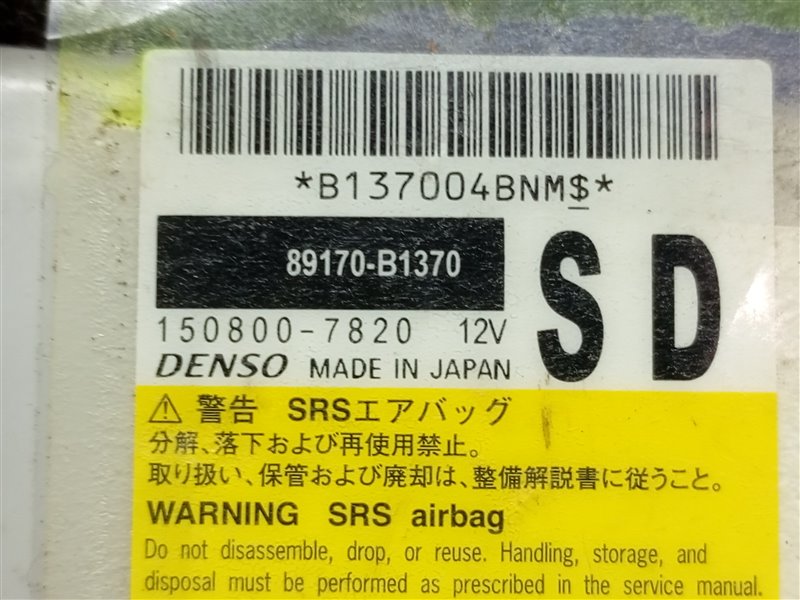 *B137004BNM$*
89170-B1370
SD
150800-7820 12V
DENSO MADE IN JAPAN
⚠ 警告 SRSエアバッグ
分解、落下および再使用禁止。
取り扱い、保管および廃却は、整備解説書に従うこと。
WARNING SRS airbag
Do not disassemble, drop, or reuse. Handling, storage, and
disposal must be performed as prescribed in the service manual.